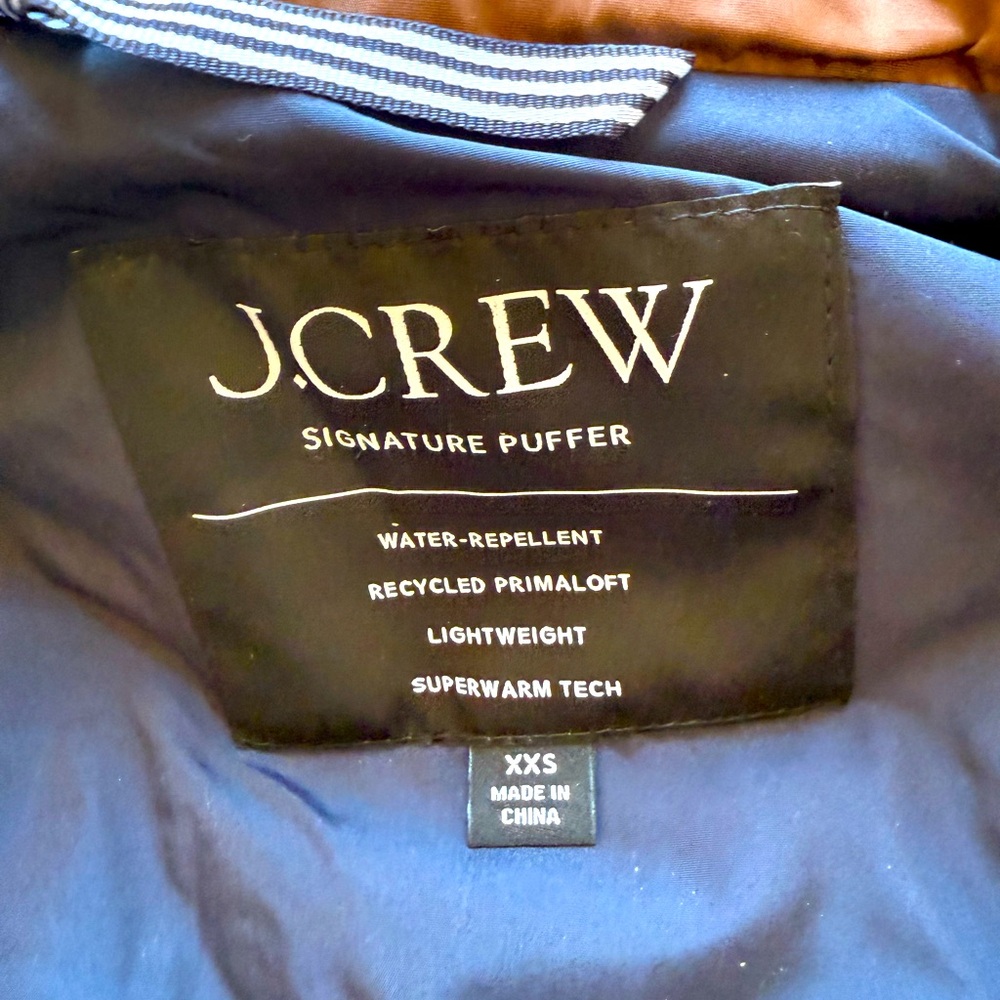 J.CREW
SIGNATURE PUFFER
WATER-REPELLENT
RECYCLED PRIMALOFT
LIGHTWEIGHT
SUPERWARM TECH
XXS
MADE IN
CHINA